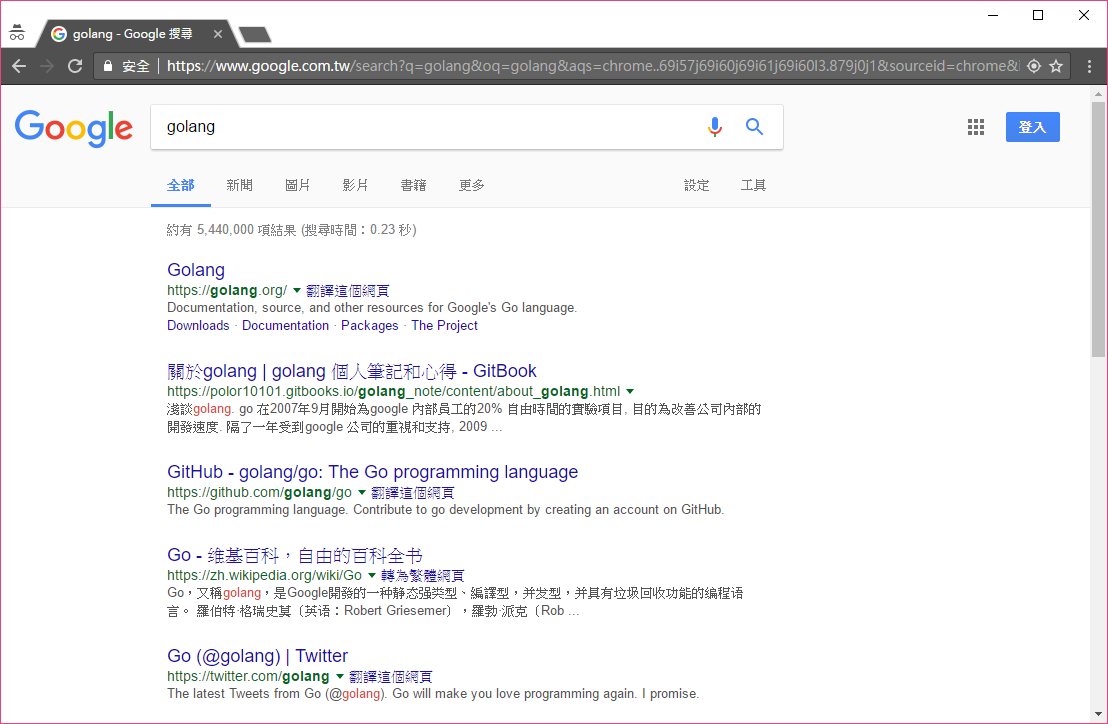 golang - Google 搜尋
安全 | https://www.google.com.tw/search?q=golang&oq=golang&aqs=chrome..69i57j69i60j69i61j69i60l3.879j0j1&sourceid=chrome&
Google golang 登入
全部 新聞 圖片 影片 書籍 更多 設定 工具
約有 5,440,000 項結果 (搜尋時間：0.23 秒)
Golang
https://golang.org/ 翻譯這個網頁
Documentation, source, and other resources for Google's Go language.
Downloads · Documentation · Packages · The Project
關於golang | golang 個人筆記和心得 - GitBook
https://polor10101.gitbooks.io/golang_note/content/about_golang.html
淺談golang. go 在2007年9月開始為google 內部員工的20% 自由時間的實驗項目, 目的為改善公司內部的
開發速度. 隔了一年受到google 公司的重視和支持, 2009 ...
GitHub - golang/go: The Go programming language
https://github.com/golang/go 翻譯這個網頁
The Go programming language. Contribute to go development by creating an account on GitHub.
Go - 维基百科，自由的百科全书
https://zh.wikipedia.org/wiki/Go 轉為繁體網頁
Go，又稱golang，是Google開發的一种静态强类型、編譯型，并发型，并具有垃圾回收功能的编程语
言。 羅伯特·格瑞史莫（英语：Robert Griesemer），羅勃·派克（Rob ...
Go (@golang) | Twitter
https://twitter.com/golang 翻譯這個網頁
The latest Tweets from Go (@golang). Go will make you love programming again. I promise.